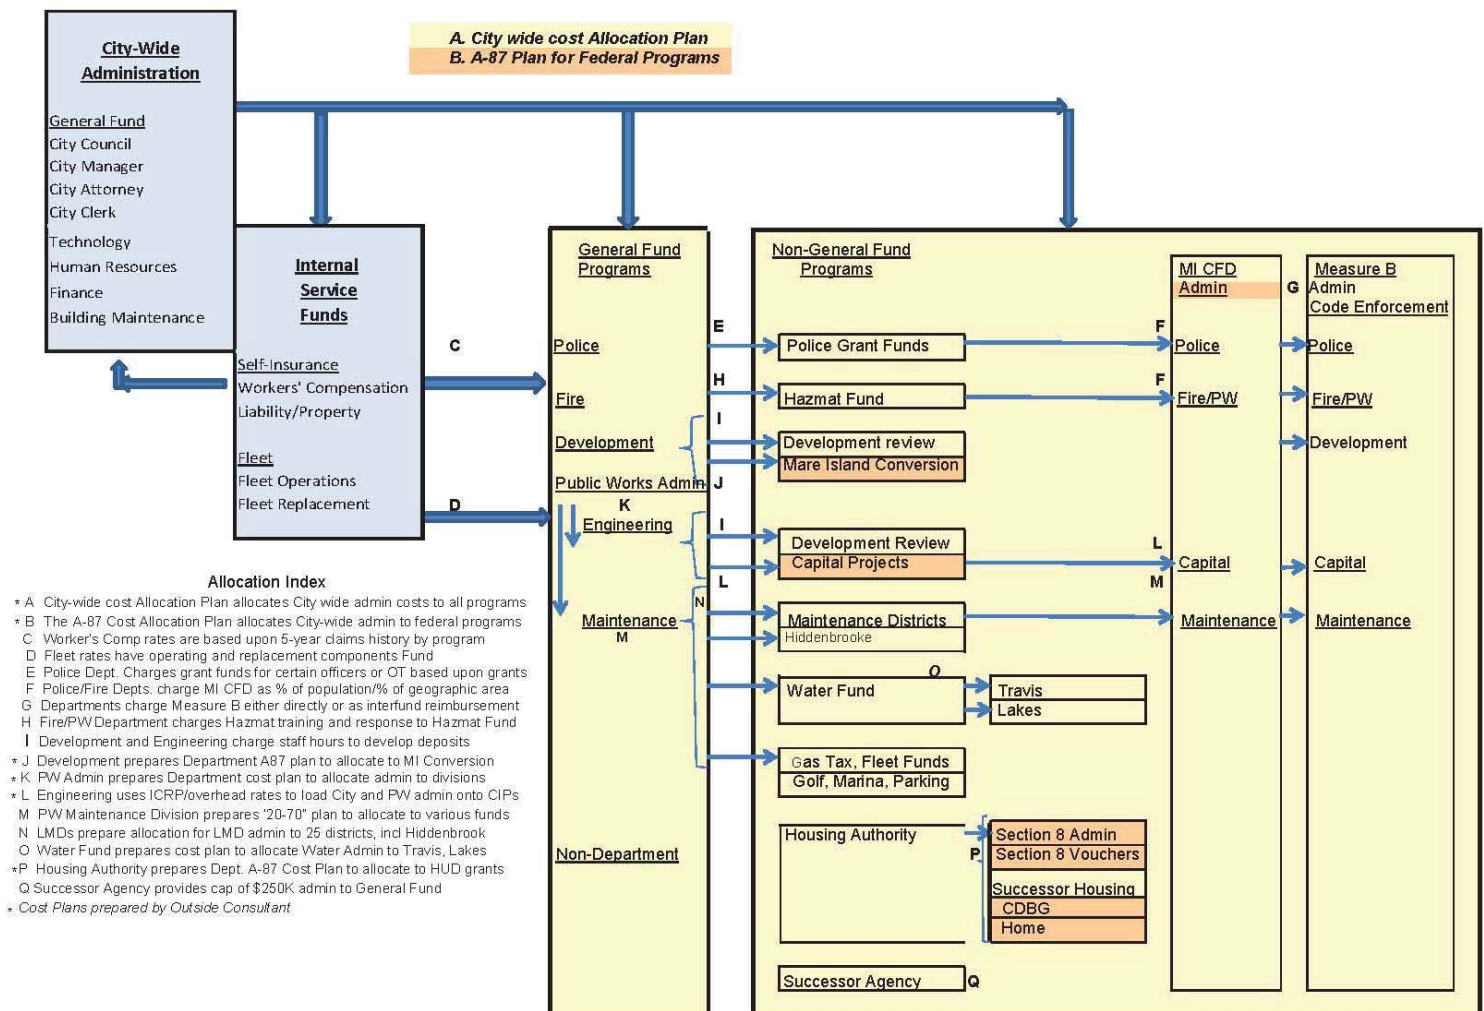 City-Wide
Administration
General Fund
City Council
City Manager
City Attorney
City Clerk
Technology
Human Resources
Finance
Building Maintenance
A. City wide cost Allocation Plan
B. A-87 Plan for Federal Programs
Internal
Service
Funds
Self-Insurance
Workers' Compensation
Liability/Property
Fleet
Fleet Operations
Fleet Replacement
C
D
General Fund
Programs
Police
Fire
Development
Public Works Admin
K
Engineering
Maintenance
M
Non-Department
E
H
I
J
I
L
N
Non-General Fund
Programs
Police Grant Funds
Hazmat Fund
Development review
Mare Island Conversion
Development Review
Capital Projects
Maintenance Districts
Hiddenbrooke
Water Fund
O
Travis
Lakes
Gas Tax, Fleet Funds
Golf, Marina, Parking
Housing Authority
P
Section 8 Admin
Section 8 Vouchers
Successor Housing
CDBG
Home
Successor Agency
Q
F
F
L
M
MI CFD
Admin
Police
Fire/PW
Capital
Maintenance
G
Measure B
Admin
Code Enforcement
Police
Fire/PW
Development
Capital
Maintenance
Allocation Index
* A City-wide cost Allocation Plan allocates City wide admin costs to all programs
* B The A-87 Cost Allocation Plan allocates City-wide admin to federal programs
C Worker's Comp rates are based upon 5-year claims history by program
D Fleet rates have operating and replacement components Fund
E Police Dept. Charges grant funds for certain officers or OT based upon grants
F Police/Fire Depts. charge MI CFD as % of population/% of geographic area
G Departments charge Measure B either directly or as interfund reimbursement
H Fire/PW Department charges Hazmat training and response to Hazmat Fund
I Development and Engineering charge staff hours to develop deposits
* J Development prepares Department A87 plan to allocate to MI Conversion
* K PW Admin prepares Department cost plan to allocate admin to divisions
* L Engineering uses ICRP/overhead rates to load City and PW admin onto CIPs
M PW Maintenance Division prepares '20-70" plan to allocate to various funds
N LMDs prepare allocation for LMD admin to 25 districts, incl Hiddenbrook
O Water Fund prepares cost plan to allocate Water Admin to Travis, Lakes
*P Housing Authority prepares Dept. A-87 Cost Plan to allocate to HUD grants
Q Successor Agency provides cap of $250K admin to General Fund
* Cost Plans prepared by Outside Consultant